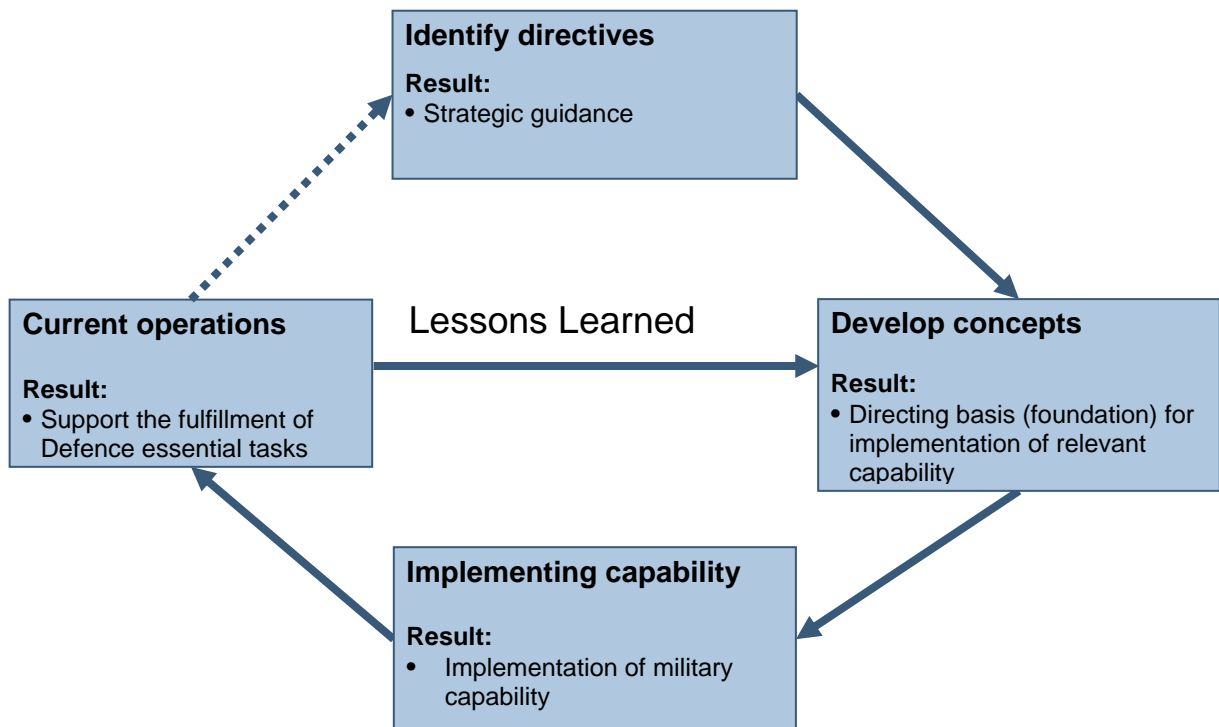 Identify directives
Result:
• Strategic guidance
Current operations
Result:
• Support the fulfillment of
Defence essential tasks
Lessons Learned
Develop concepts
Result:
• Directing basis (foundation) for
implementation of relevant
capability
Implementing capability
Result:
• Implementation of military
capability